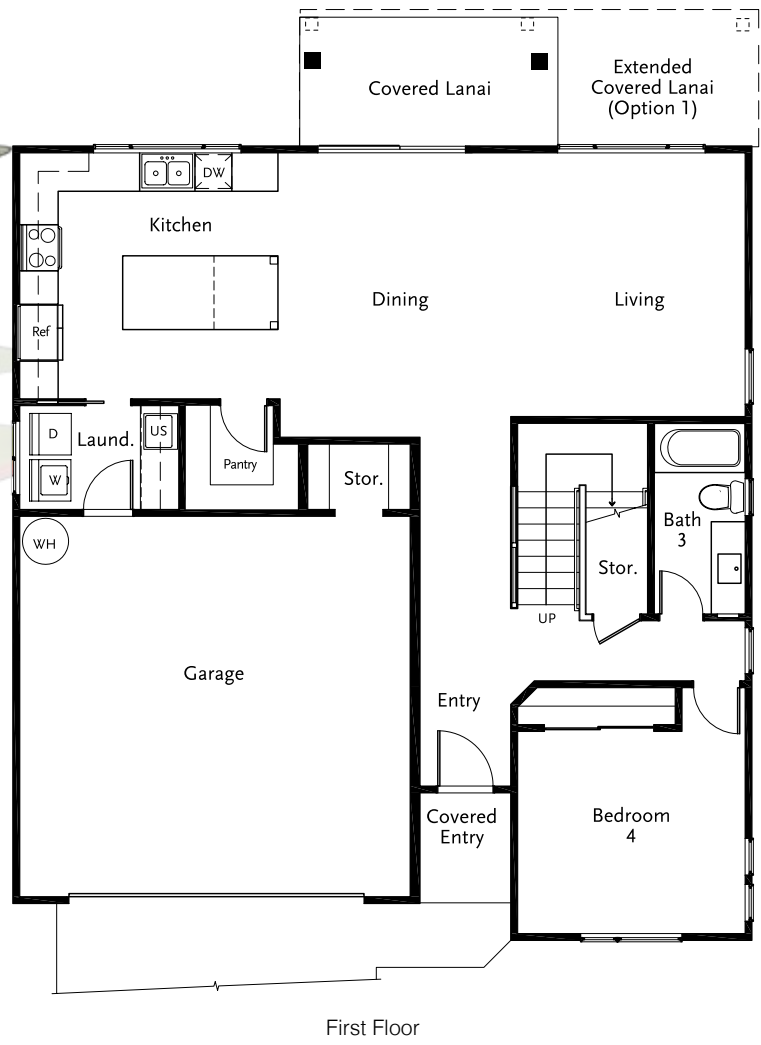 Covered Lanai
Extended
Covered Lanai
(Option 1)
DW
Kitchen
Dining
Living
Ref
D
Laund.
US
W
Pantry
Stor.
WH
Bath
3
Stor.
UP
Garage
Entry
Covered
Entry
Bedroom
4
First Floor